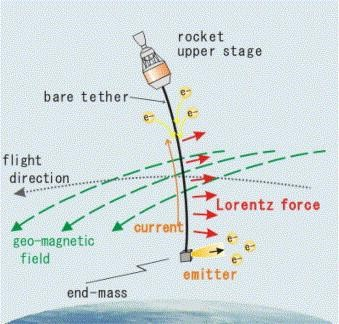 rocket
upper stage
bare tether
e-
e-
e-
flight
direction
Lorentz force
current
geo-magnetic
field
e-
e-
e-
emitter
end-mass